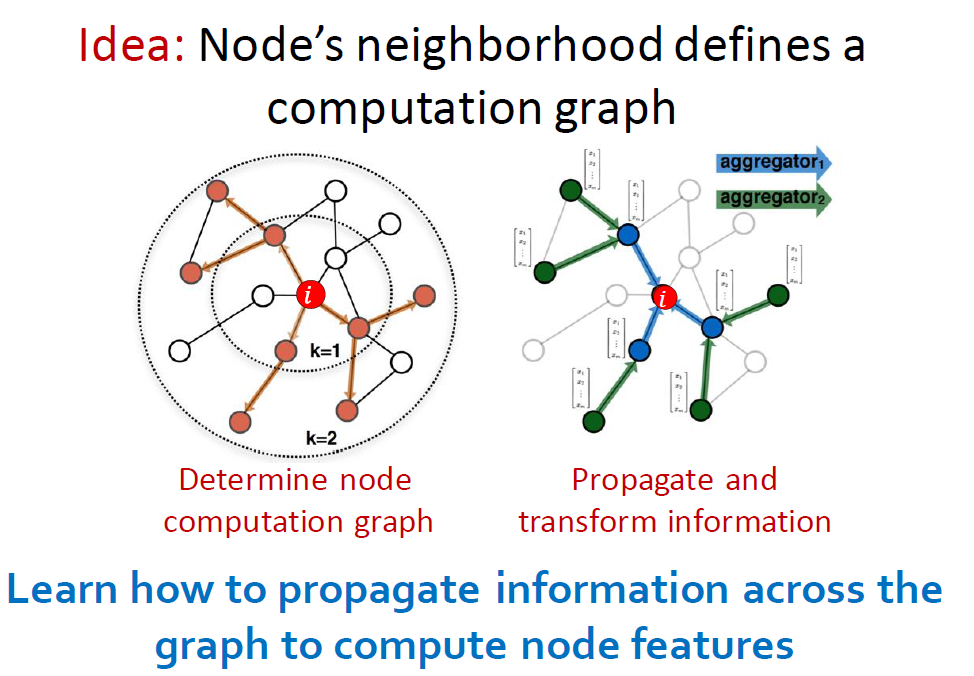 Idea: Node’s neighborhood defines a
computation graph
i
k=1
k=2
aggregator₁
aggregator₂
i
Determine node
computation graph
Propagate and
transform information
Learn how to propagate information across the
graph to compute node features